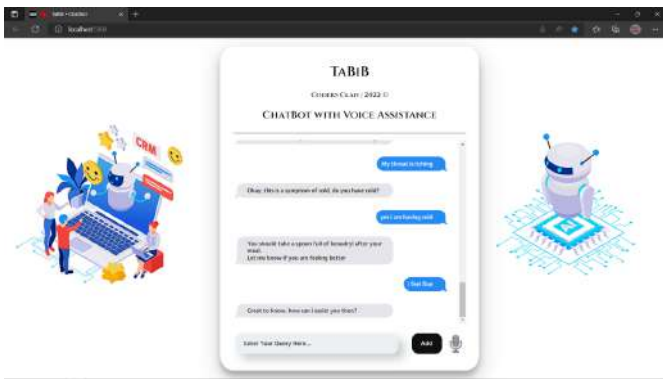 localhost
TABIB
CODERS CLAN | 2022 ©
CHATBOT WITH VOICE ASSISTANCE
CRM
My throat is itching
Okay, this is a symptom of cold, do you have cold?
yes I am having cold
You should take a spoon full of after your
meal.
Let me know if you are feeling better
I feel fine
Great to know, how can I assist you then?
Enter Your Query Here...
Add
AI